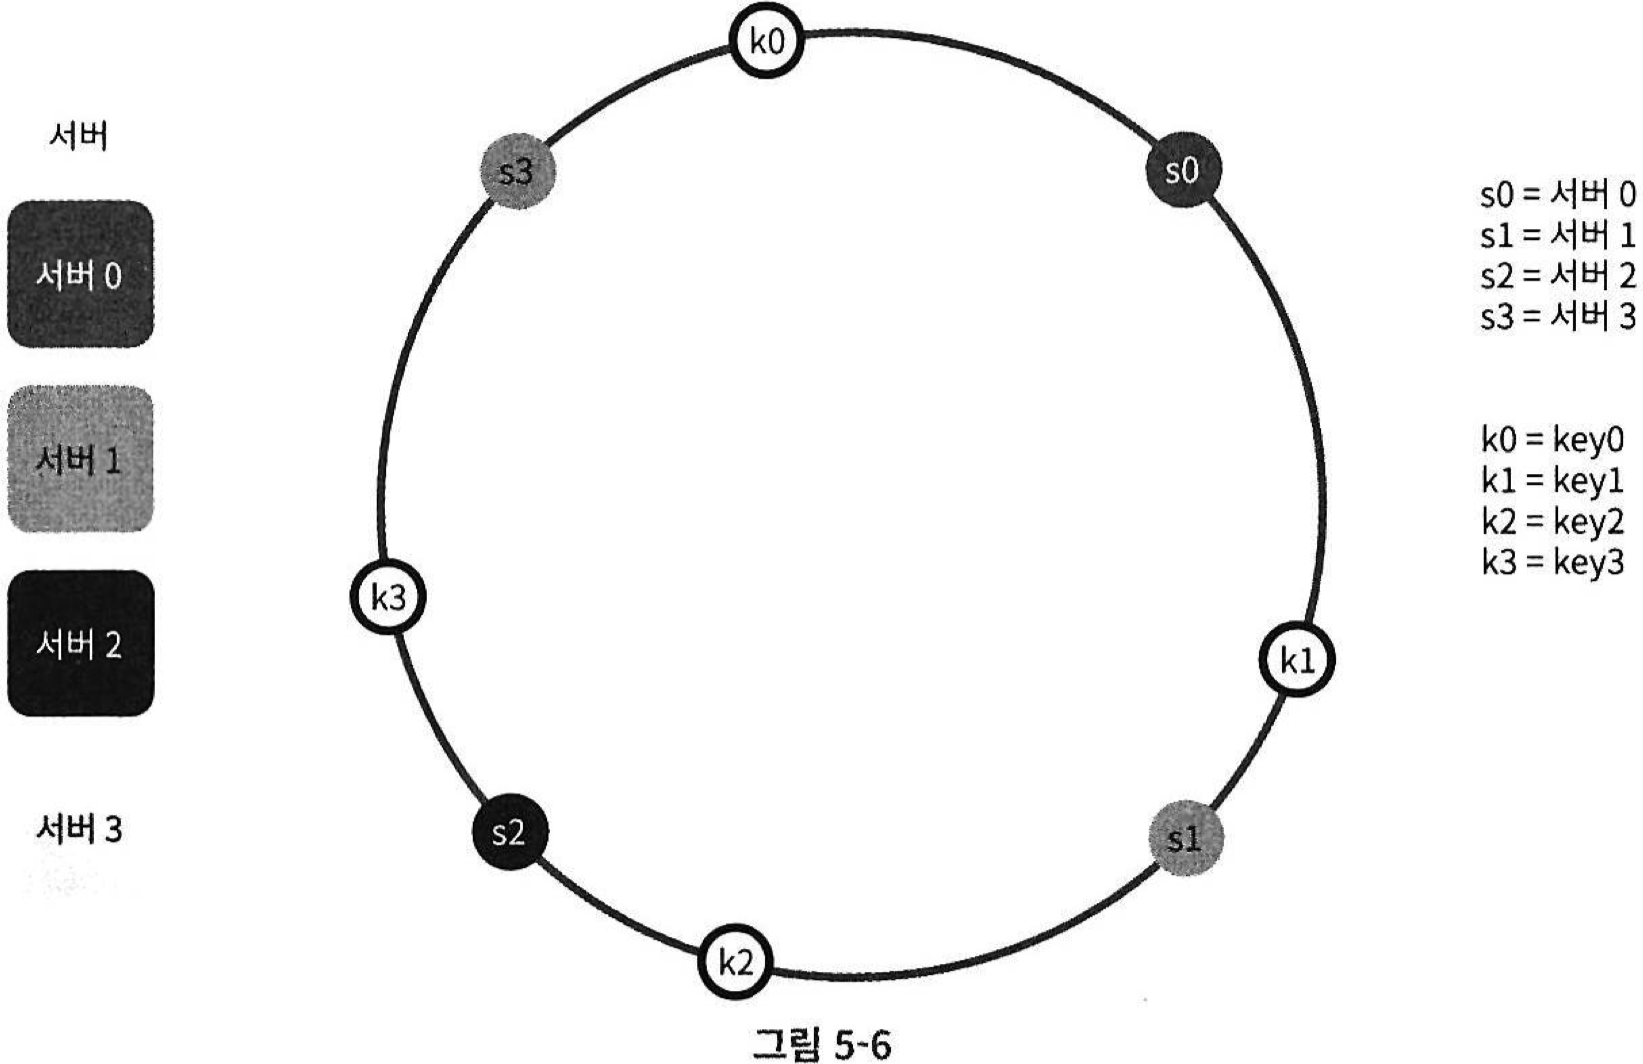 서버
서버 0
서버 1
서버 2
서버 3
k0
s3
s0
k3
k1
s2
s1
k2
s0 = 서버 0
s1 = 서버 1
s2 = 서버 2
s3 = 서버 3
k0 = key0
k1 = key1
k2 = key2
k3 = key3
그림 5-6